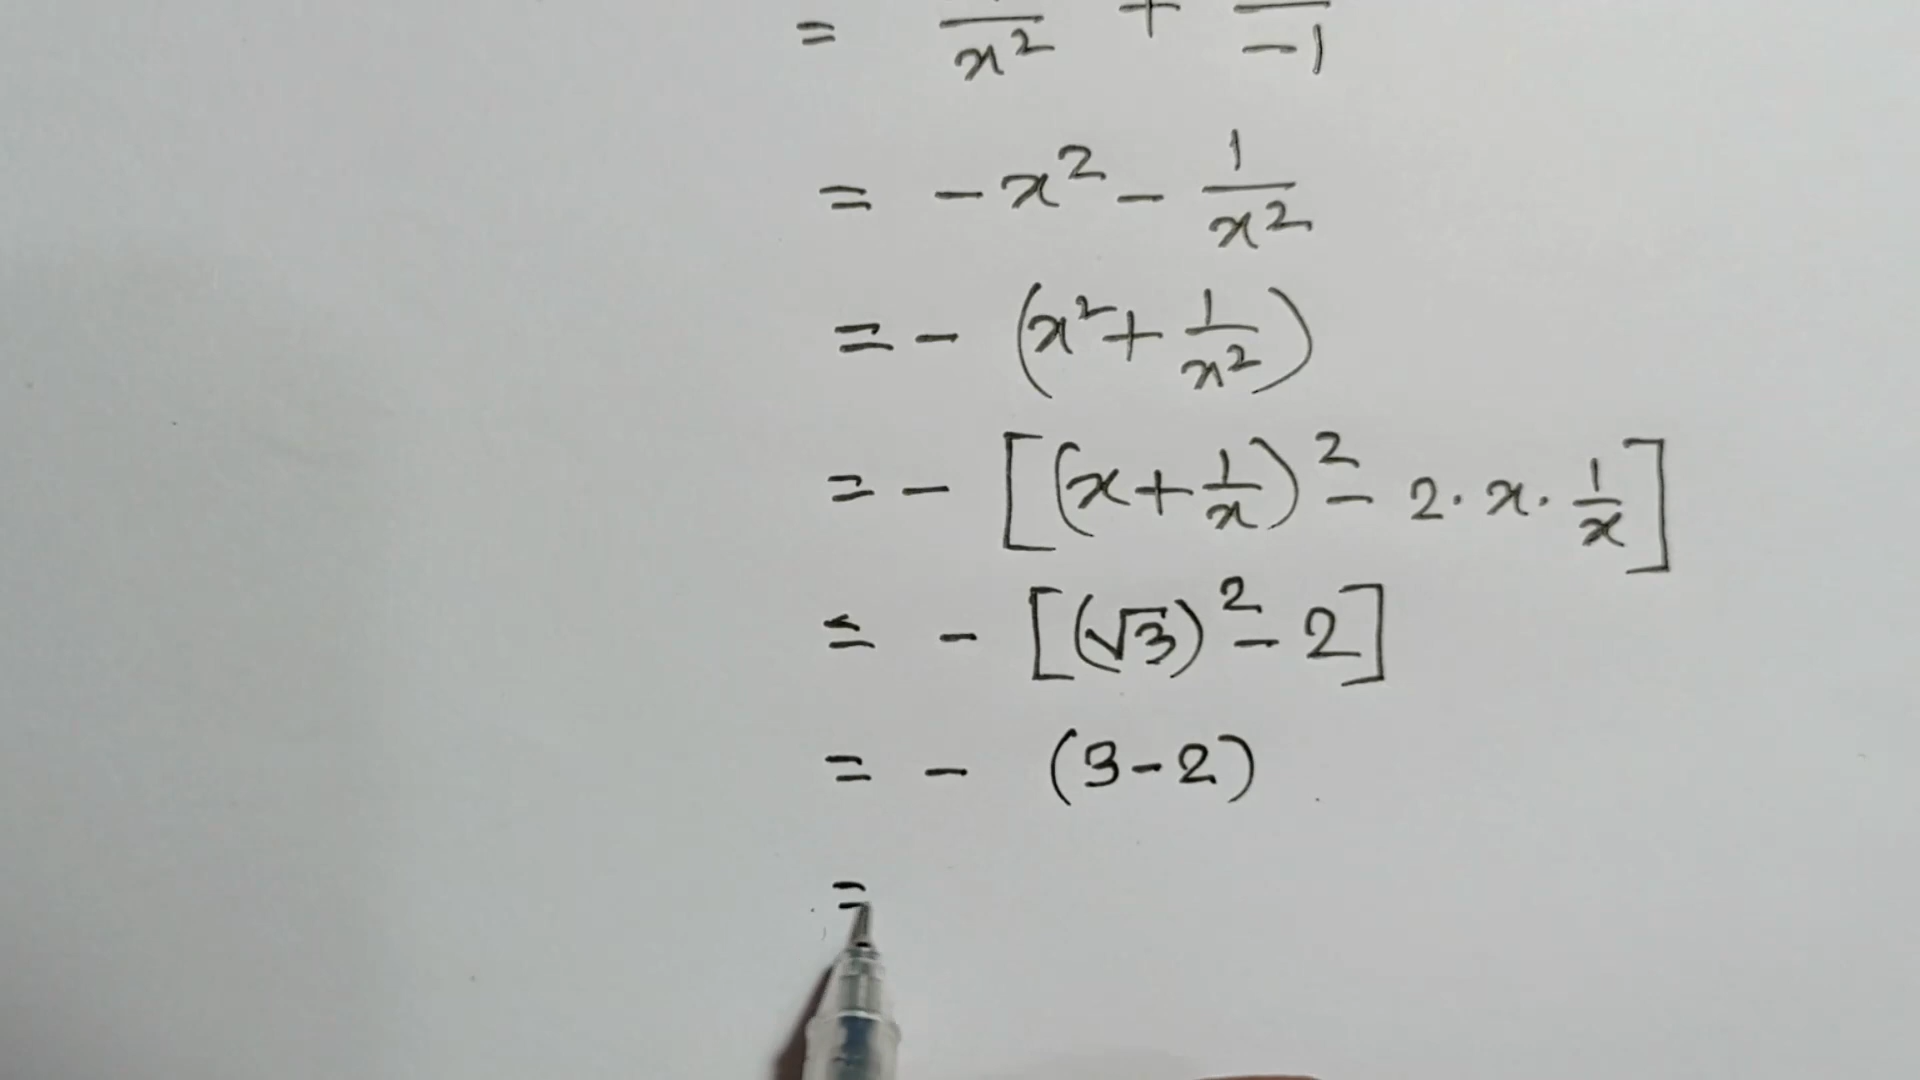 = /x² + /-1
= -x² - 1/x²
= - (x² + 1/x²)
= - [(x + 1/x)² - 2 · x · 1/x]
= - [(√3)² - 2]
= - (3 - 2)
=